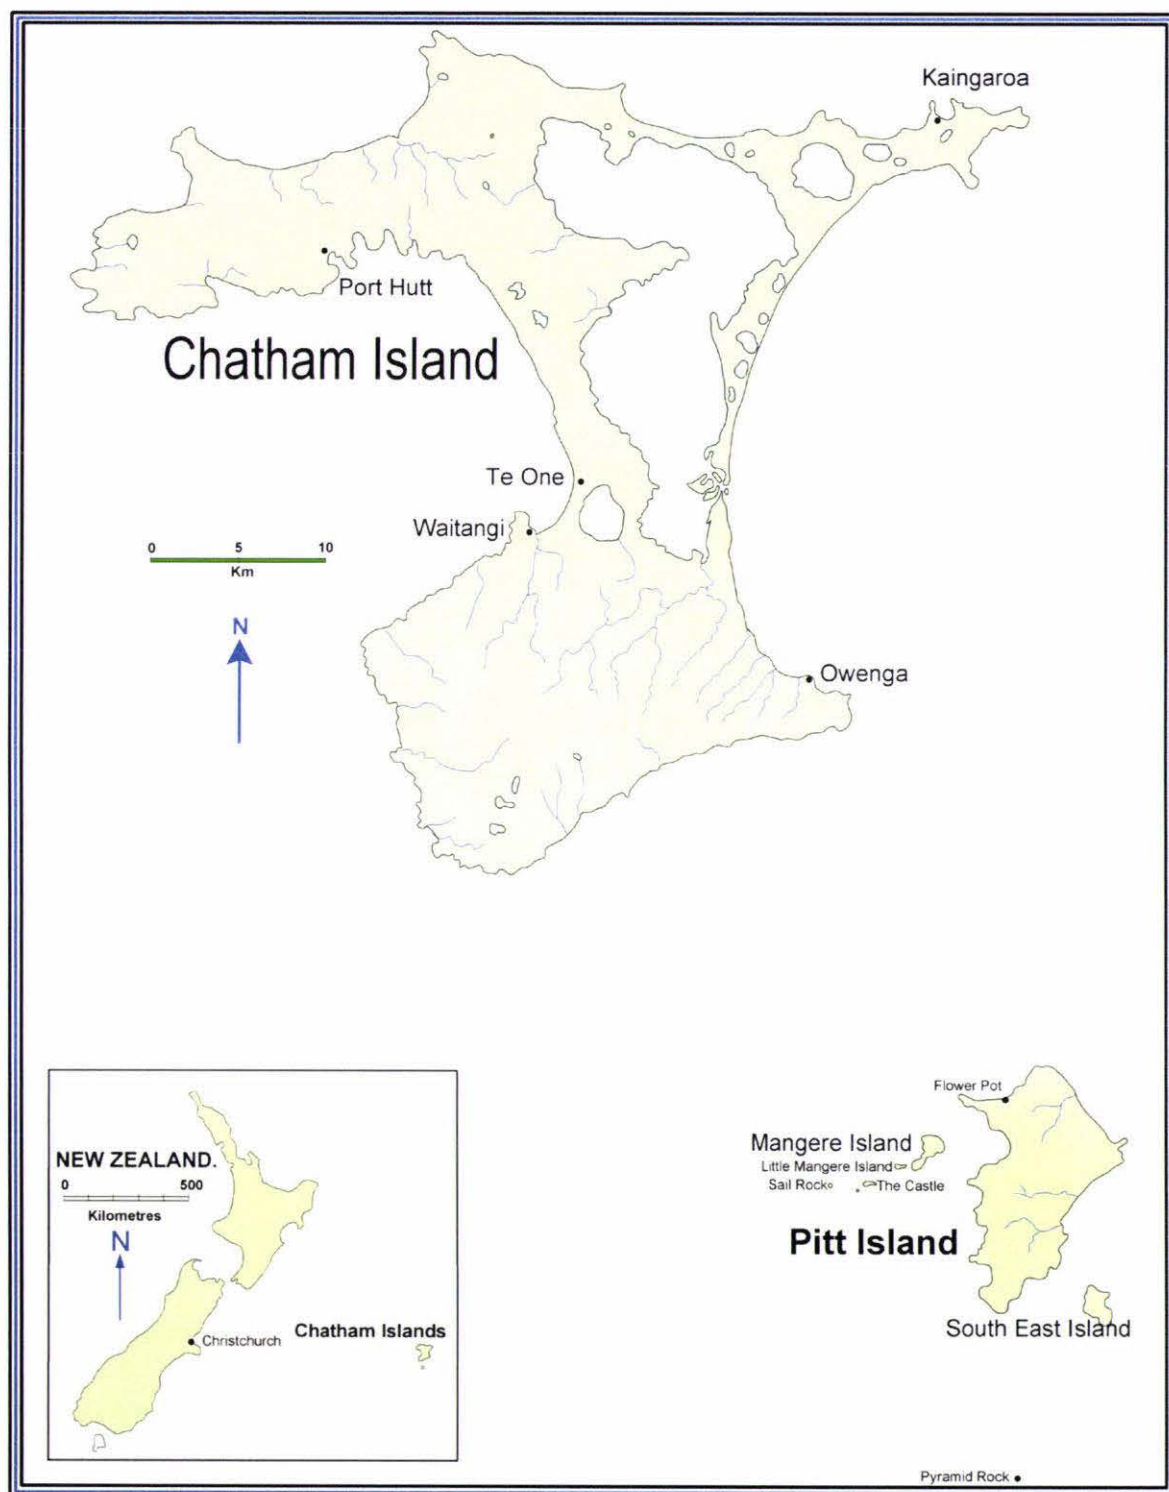 Kaingaroa
Port Hutt
Chatham Island
Te One
Waitangi
0 5 10
Km
N
Owenga
Flower Pot
Mangere Island
Little Mangere Island
Sail Rock
The Castle
Pitt Island
South East Island
NEW ZEALAND.
0 500
Kilometres
N
Christchurch
Chatham Islands
Pyramid Rock